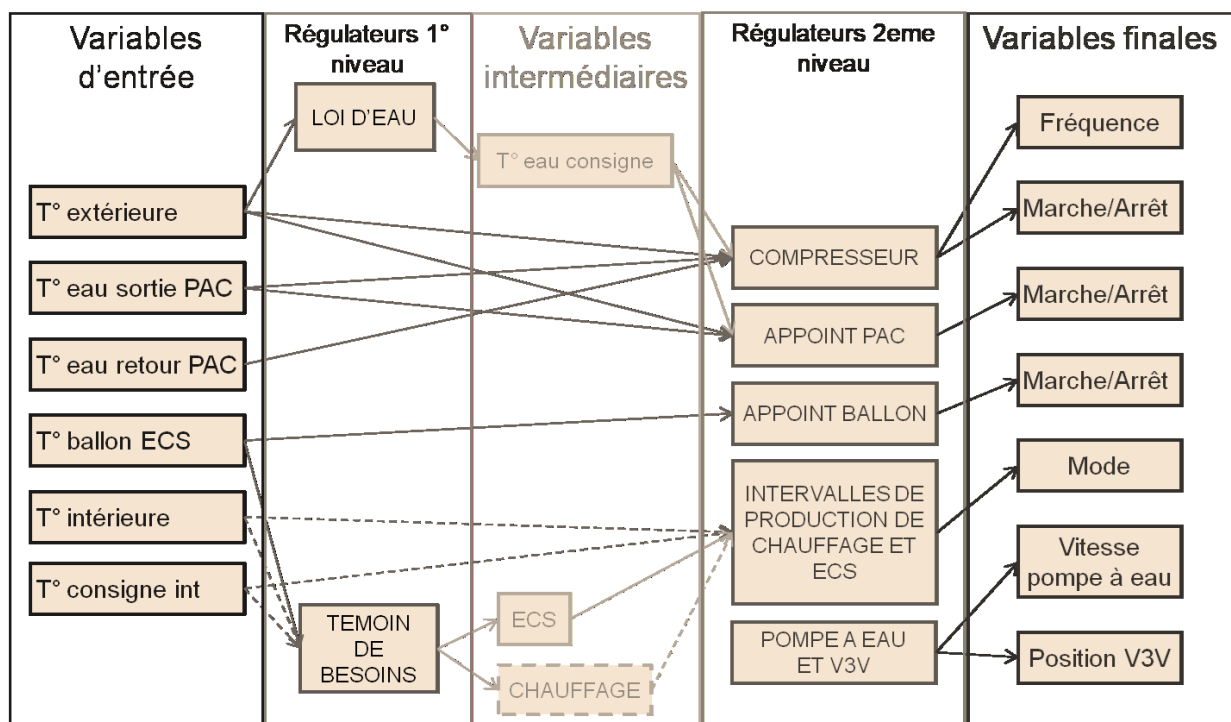 Variables
d'entrée
Régulateurs 1°
niveau
Variables
intermédiaires
Régulateurs 2eme
niveau
Variables finales
LOI D'EAU
T° extérieure
T° eau sortie PAC
T° eau retour PAC
T° ballon ECS
T° intérieure
T° consigne int
TEMOIN
DE
BESOINS
T° eau consigne
ECS
CHAUFFAGE
COMPRESSEUR
APPOINT PAC
APPOINT BALLON
INTERVALLES DE
PRODUCTION DE
CHAUFFAGE ET
ECS
POMPE A EAU
ET V3V
Fréquence
Marche/Arrêt
Marche/Arrêt
Marche/Arrêt
Mode
Vitesse
pompe à eau
Position V3V